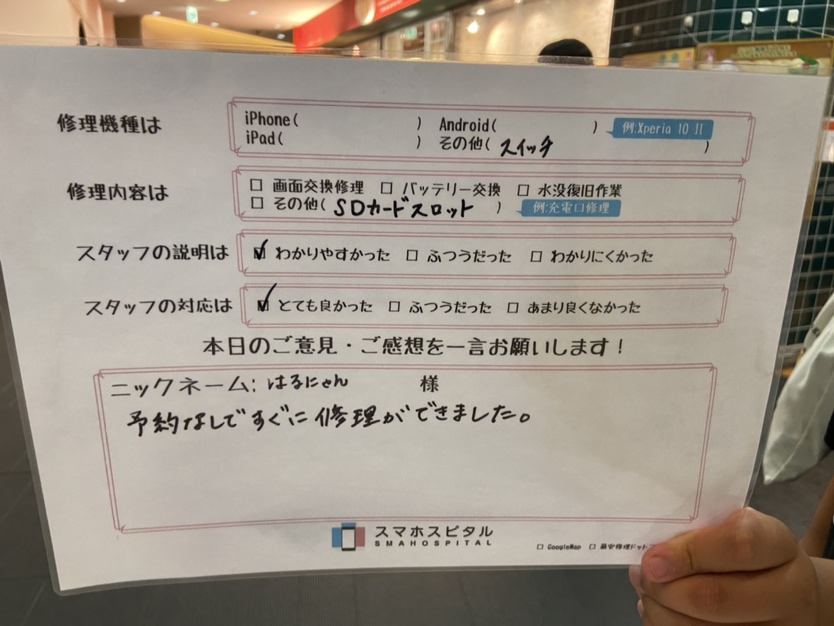 修理機種は
iPhone(　　　　) Android(　　　　) 例:Xperia 10 II
iPad(　　　　) その他( スイッチ )
修理内容は
☐ 画面交換修理 ☐ バッテリー交換 ☐ 水没復旧作業
☐ その他( SDカードスロット ) 例:充電口修理
スタッフの説明は ☑ わかりやすかった ☐ ふつうだった ☐ わかりにくかった
スタッフの対応は ☑ とても良かった ☐ ふつうだった ☐ あまり良くなかった
本日のご意見・ご感想を一言お願いします！
ニックネーム: はるにゃん 様
予約なしですぐに修理ができました。
スマホスピタル
SMAHOSPITAL
☐ GoogleMap ☐ 最安修理ドット